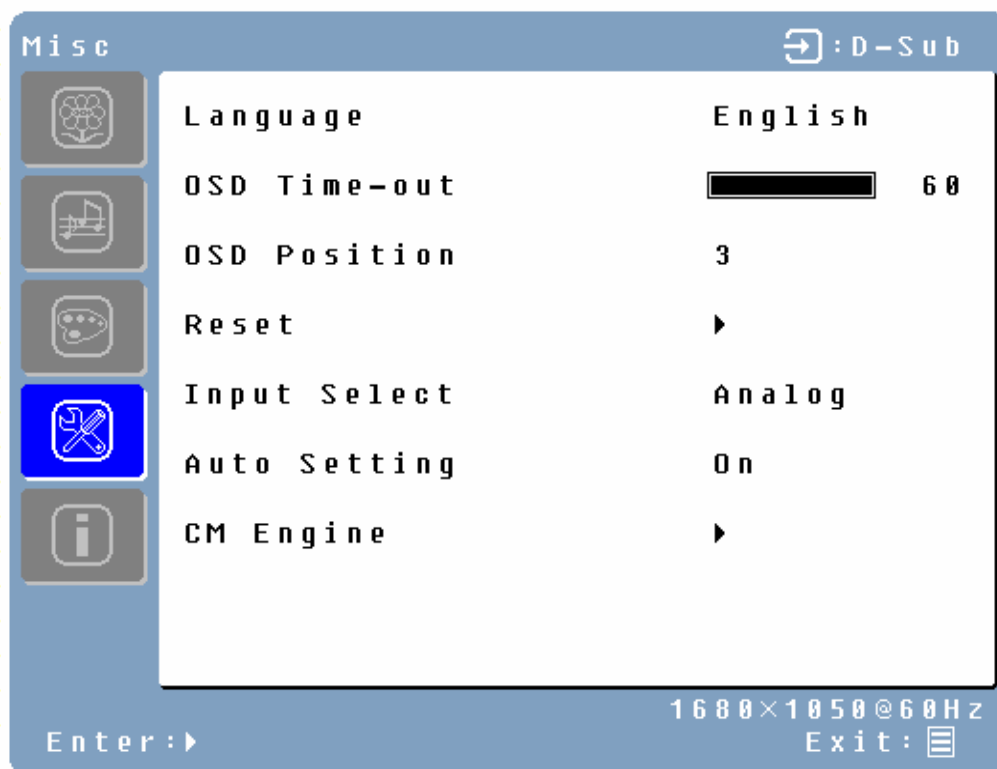 Misc :D-Sub
Language English
OSD Time-out 60
OSD Position 3
Reset
Input Select Analog
Auto Setting On
CM Engine
1680×1050@60Hz
Enter: Exit: